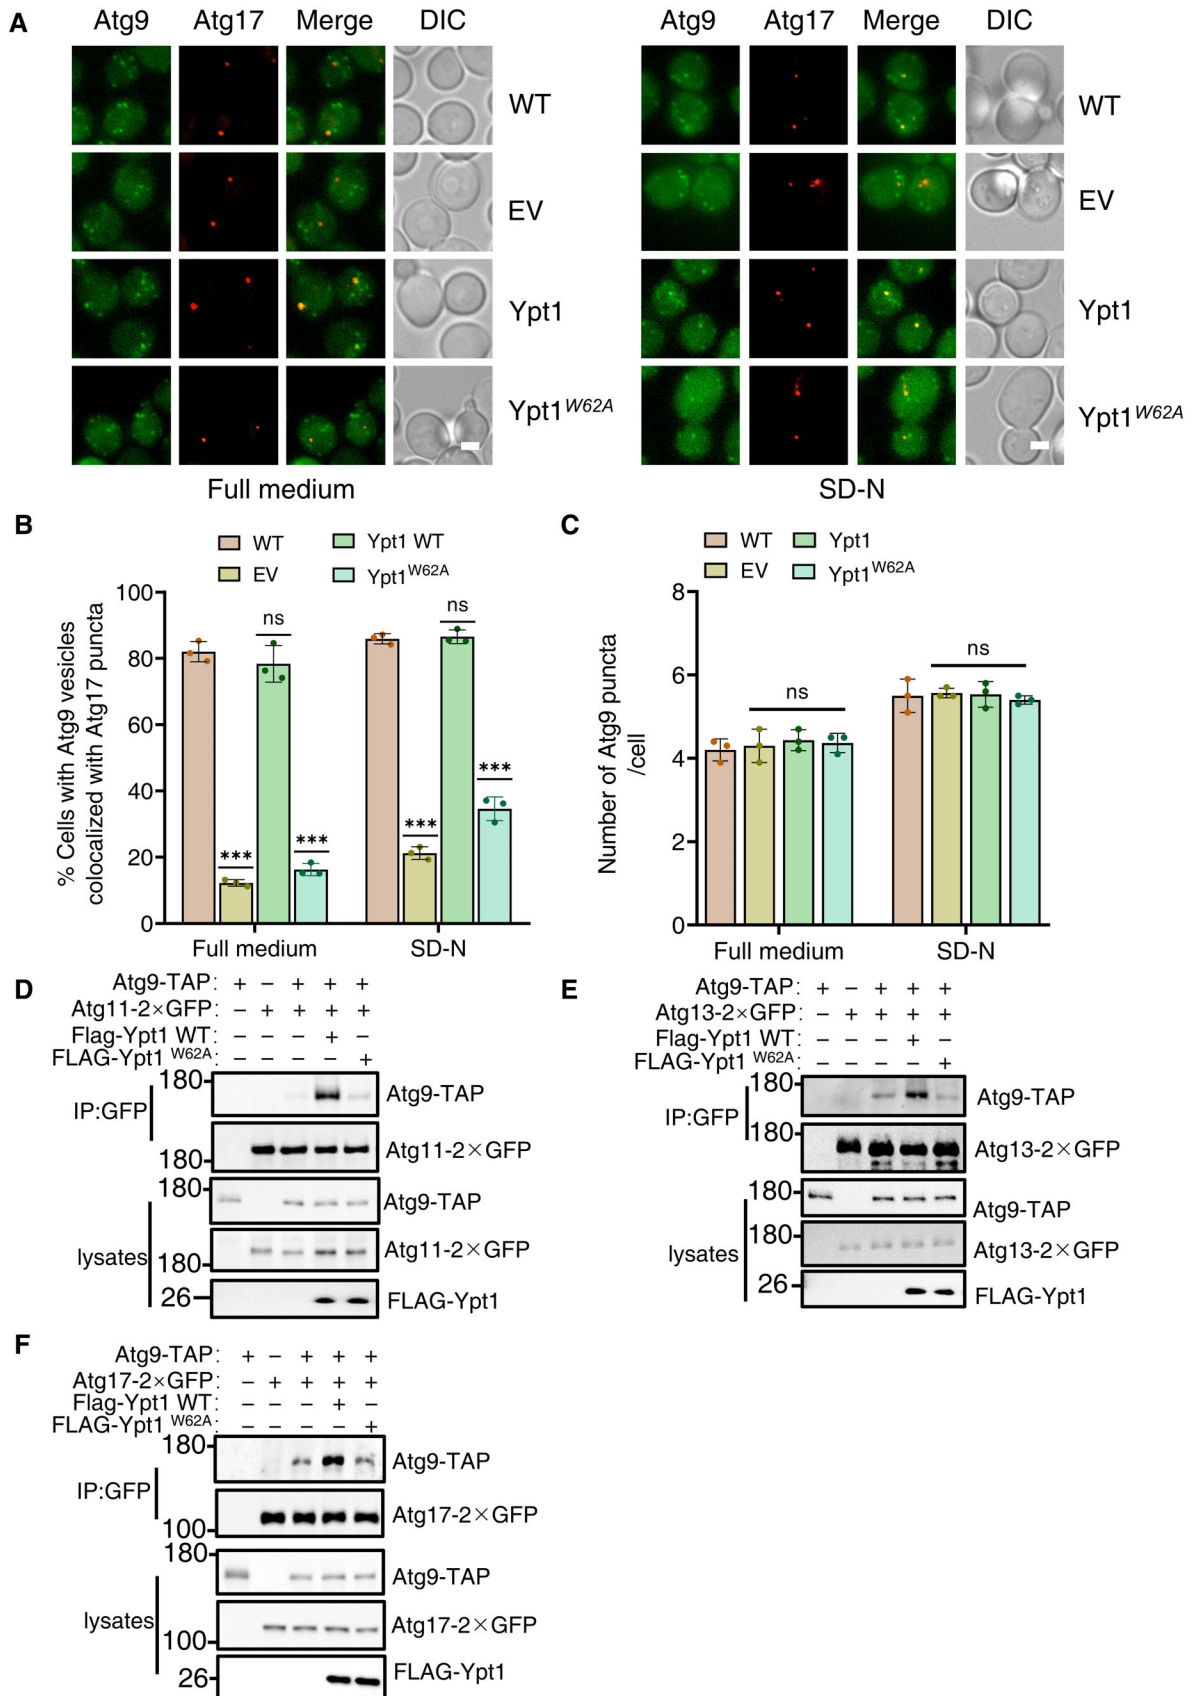 A
Atg9 Atg17 Merge DIC
Atg9 Atg17 Merge DIC
WT
EV
Ypt1
Ypt1W62A
WT
EV
Ypt1
Ypt1W62A
Full medium
SD-N
B
WT
Ypt1 WT
EV
Ypt1W62A
% Cells with Atg9 vesicles
colocalized with Atg17 puncta
100
80
60
40
20
0
***
ns
***
***
ns
***
Full medium
SD-N
C
WT
Ypt1
EV
Ypt1W62A
Number of Atg9 puncta
/cell
8
6
4
2
0
ns
ns
Full medium
SD-N
D
Atg9-TAP: + – + + +
Atg11-2×GFP: – + + + +
Flag-Ypt1 WT: – – – + –
FLAG-Ypt1 W62A: – – – – +
IP:GFP
180
Atg9-TAP
180
Atg11-2×GFP
lysates
180
Atg9-TAP
180
Atg11-2×GFP
26
FLAG-Ypt1
E
Atg9-TAP: + – + + +
Atg13-2×GFP: – + + + +
Flag-Ypt1 WT: – – – + –
FLAG-Ypt1 W62A: – – – – +
IP:GFP
180
Atg9-TAP
180
Atg13-2×GFP
lysates
180
Atg9-TAP
180
Atg13-2×GFP
26
FLAG-Ypt1
F
Atg9-TAP: + – + + +
Atg17-2×GFP: – + + + +
Flag-Ypt1 WT: – – – + –
FLAG-Ypt1 W62A: – – – – +
IP:GFP
180
Atg9-TAP
100
Atg17-2×GFP
lysates
180
Atg9-TAP
100
Atg17-2×GFP
26
FLAG-Ypt1